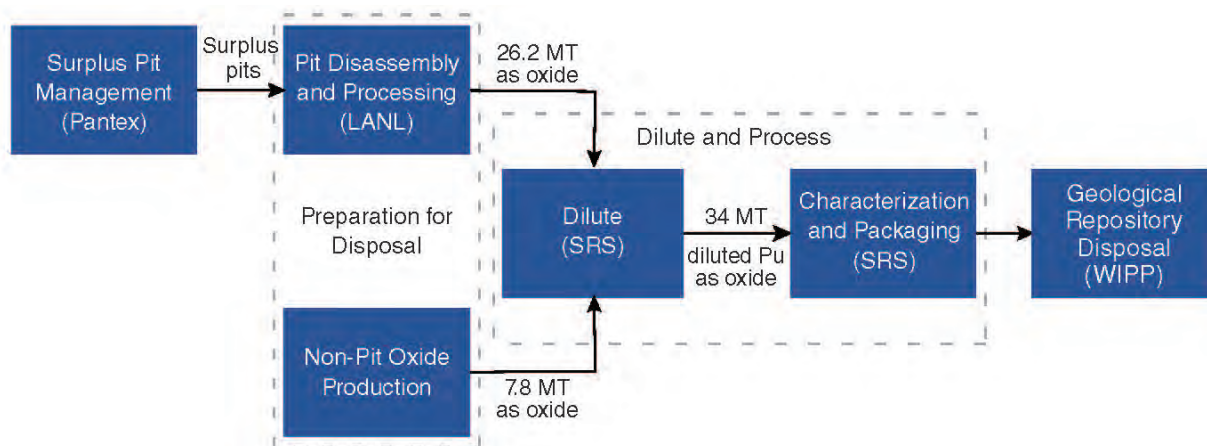 Surplus Pit
Management
(Pantex)
Surplus
pits
Pit Disassembly
and Processing
(LANL)
26.2 MT
as oxide
Preparation for
Disposal
Non-Pit Oxide
Production
7.8 MT
as oxide
Dilute and Process
Dilute
(SRS)
34 MT
diluted Pu
as oxide
Characterization
and Packaging
(SRS)
Geological
Repository
Disposal
(WIPP)